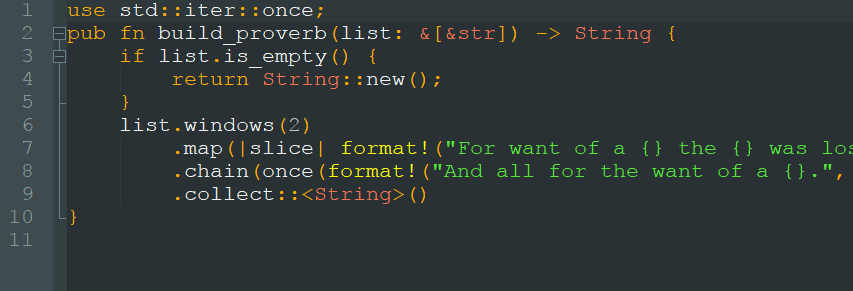 1 use std::iter::once;
2 pub fn build_proverb(list: &[&str]) -> String {
3     if list.is_empty() {
4         return String::new();
5     }
6     list.windows(2)
7         .map(|slice| format!("For want of a {} the {} was los
8         .chain(once(format!("And all for the want of a {}.",
9         .collect::<String>()
10 }
11